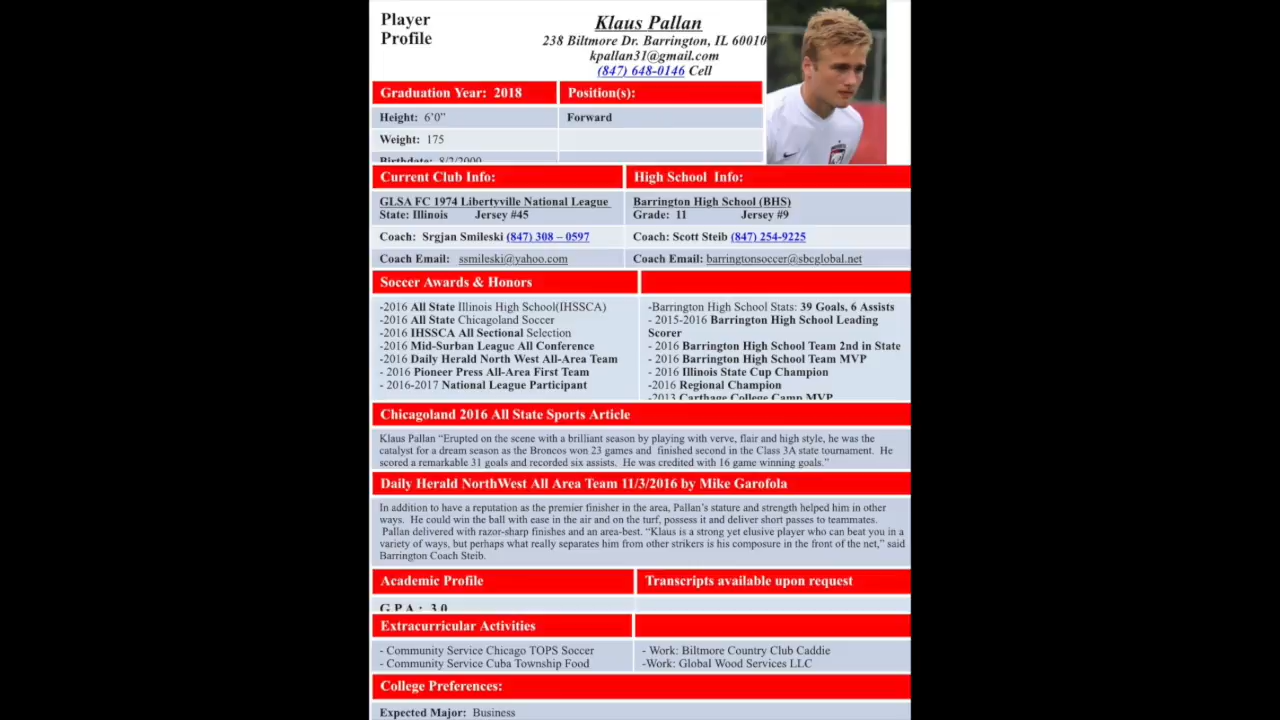 Player
Profile
Klaus Pallan
238 Biltmore Dr. Barrington, IL 60010
kpallan31@gmail.com
(847) 648-0146 Cell
Graduation Year: 2018
Position(s):
Height: 6'0"
Forward
Weight: 175
Birthdate: 8/2/2000
Current Club Info:
High School Info:
GLSA FC 1974 Libertyville National League
State: Illinois Jersey #45
Barrington High School (BHS)
Grade: 11 Jersey #9
Coach: Srgjan Smileski (847) 308 – 0597
Coach: Scott Steib (847) 254-9225
Coach Email: ssmileski@yahoo.com
Coach Email: barringtonsoccer@sbcglobal.net
Soccer Awards & Honors
-2016 All State Illinois High School(IHSSCA)
-2016 All State Chicagoland Soccer
-2016 IHSSCA All Sectional Selection
-2016 Mid-Surban League All Conference
-2016 Daily Herald North West All-Area Team
- 2016 Pioneer Press All-Area First Team
- 2016-2017 National League Participant
-Barrington High School Stats: 39 Goals, 6 Assists
- 2015-2016 Barrington High School Leading
Scorer
- 2016 Barrington High School Team 2nd in State
- 2016 Barrington High School Team MVP
- 2016 Illinois State Cup Champion
-2016 Regional Champion
-2013 Carthage College Camp MVP
Chicagoland 2016 All State Sports Article
Klaus Pallan "Erupted on the scene with a brilliant season by playing with verve, flair and high style, he was the
catalyst for a dream season as the Broncos won 23 games and finished second in the Class 3A state tournament. He
scored a remarkable 31 goals and recorded six assists. He was credited with 16 game winning goals."
Daily Herald NorthWest All Area Team 11/3/2016 by Mike Garofola
In addition to have a reputation as the premier finisher in the area, Pallan's stature and strength helped him in other
ways. He could win the ball with ease in the air and on the turf, possess it and deliver short passes to teammates.
Pallan delivered with razor-sharp finishes and an area-best. "Klaus is a strong yet elusive player who can beat you in a
variety of ways, but perhaps what really separates him from other strikers is his composure in the front of the net," said
Barrington Coach Steib.
Academic Profile
Transcripts available upon request
G.P.A : 3.0
Extracurricular Activities
- Community Service Chicago TOPS Soccer
- Community Service Cuba Township Food
- Work: Biltmore Country Club Caddie
-Work: Global Wood Services LLC
College Preferences:
Expected Major: Business